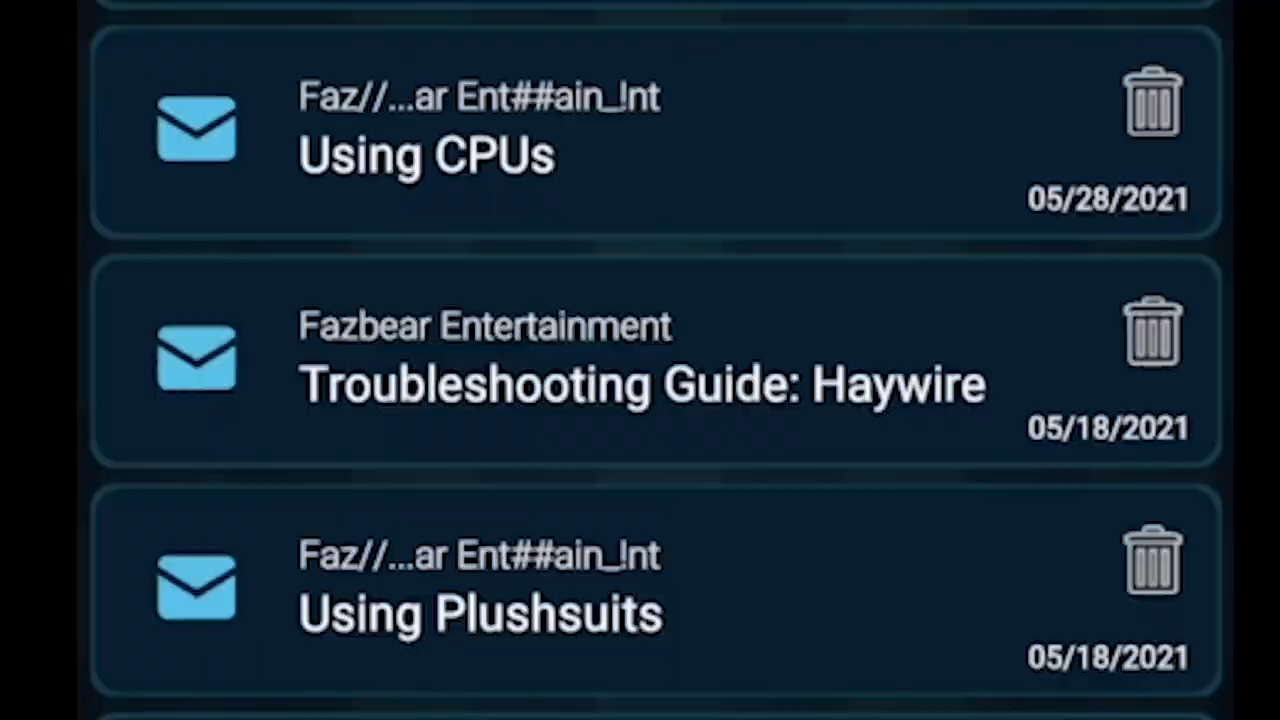 Faz//...ar Ent##ain_!nt
Using CPUs
05/28/2021
Fazbear Entertainment
Troubleshooting Guide: Haywire
05/18/2021
Faz//...ar Ent##ain_!nt
Using Plushsuits
05/18/2021